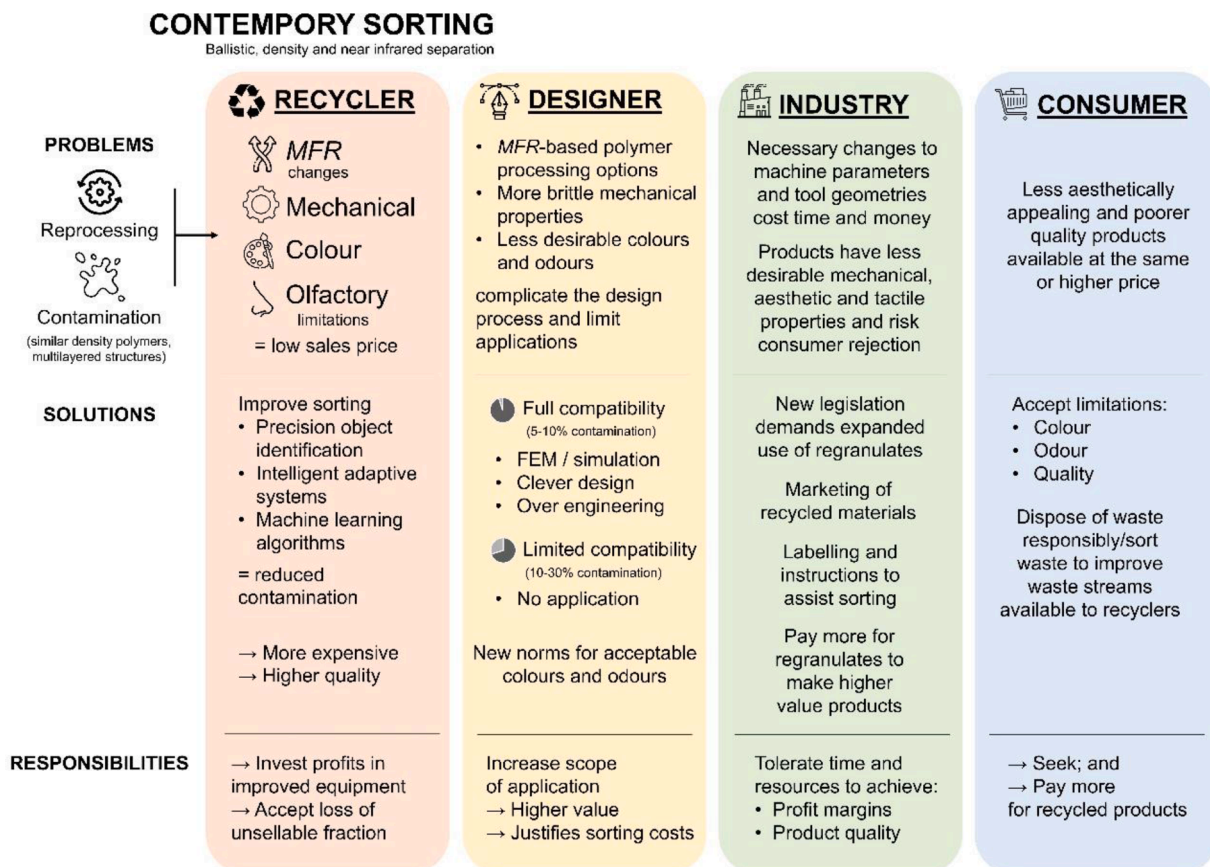 CONTEMPORY SORTING
Ballistic, density and near infrared separation
PROBLEMS
Reprocessing
Contamination
(similar density polymers,
multilayered structures)
RECYCLER
MFR
changes
Mechanical
Colour
Olfactory
limitations
= low sales price
DESIGNER
• MFR-based polymer
processing options
• More brittle mechanical
properties
• Less desirable colours
and odours
complicate the design
process and limit
applications
INDUSTRY
Necessary changes to
machine parameters
and tool geometries
cost time and money
Products have less
desirable mechanical,
aesthetic and tactile
properties and risk
consumer rejection
CONSUMER
Less aesthetically
appealing and poorer
quality products
available at the same
or higher price
SOLUTIONS
Improve sorting
• Precision object
identification
• Intelligent adaptive
systems
• Machine learning
algorithms
= reduced
contamination
→ More expensive
→ Higher quality
Full compatibility
(5-10% contamination)
• FEM / simulation
• Clever design
• Over engineering
Limited compatibility
(10-30% contamination)
• No application
New norms for acceptable
colours and odours
New legislation
demands expanded
use of regranulates
Marketing of
recycled materials
Labelling and
instructions to
assist sorting
Pay more for
regranulates to
make higher
value products
Accept limitations:
• Colour
• Odour
• Quality
Dispose of waste
responsibly/sort
waste to improve
waste streams
available to recyclers
RESPONSIBILITIES
→ Invest profits in
improved equipment
→ Accept loss of
unsellable fraction
Increase scope
of application
→ Higher value
→ Justifies sorting costs
Tolerate time and
resources to achieve:
• Profit margins
• Product quality
→ Seek; and
→ Pay more
for recycled products